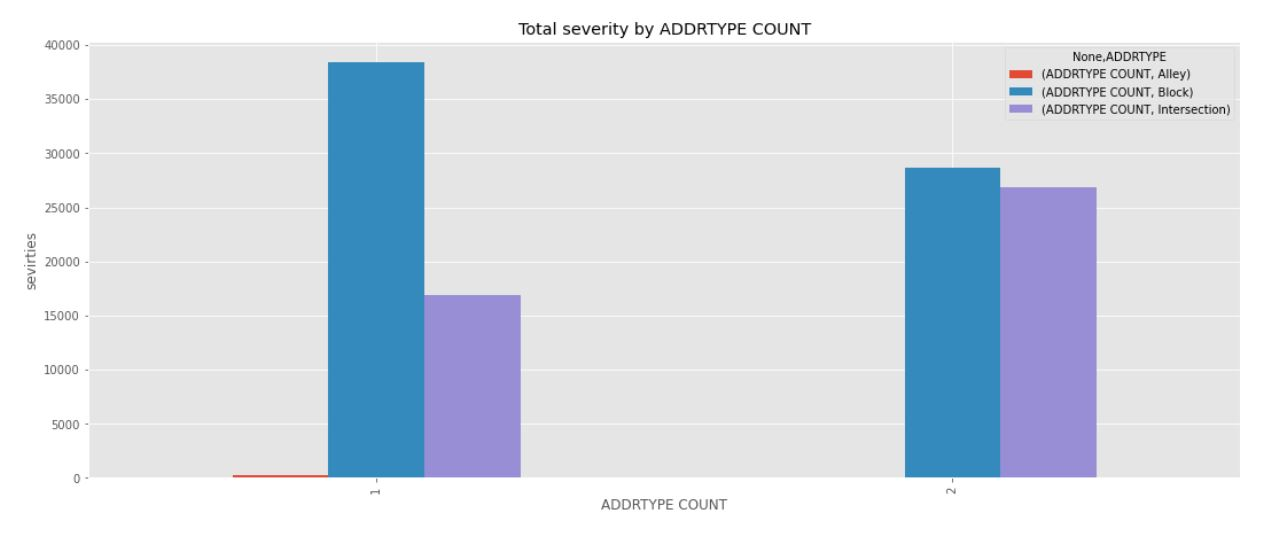 Total severity by ADDRTYPE COUNT
None,ADDRTYPE
(ADDRTYPE COUNT, Alley)
(ADDRTYPE COUNT, Block)
(ADDRTYPE COUNT, Intersection)
sevirties
40000
35000
30000
25000
20000
15000
10000
5000
0
1
2
ADDRTYPE COUNT